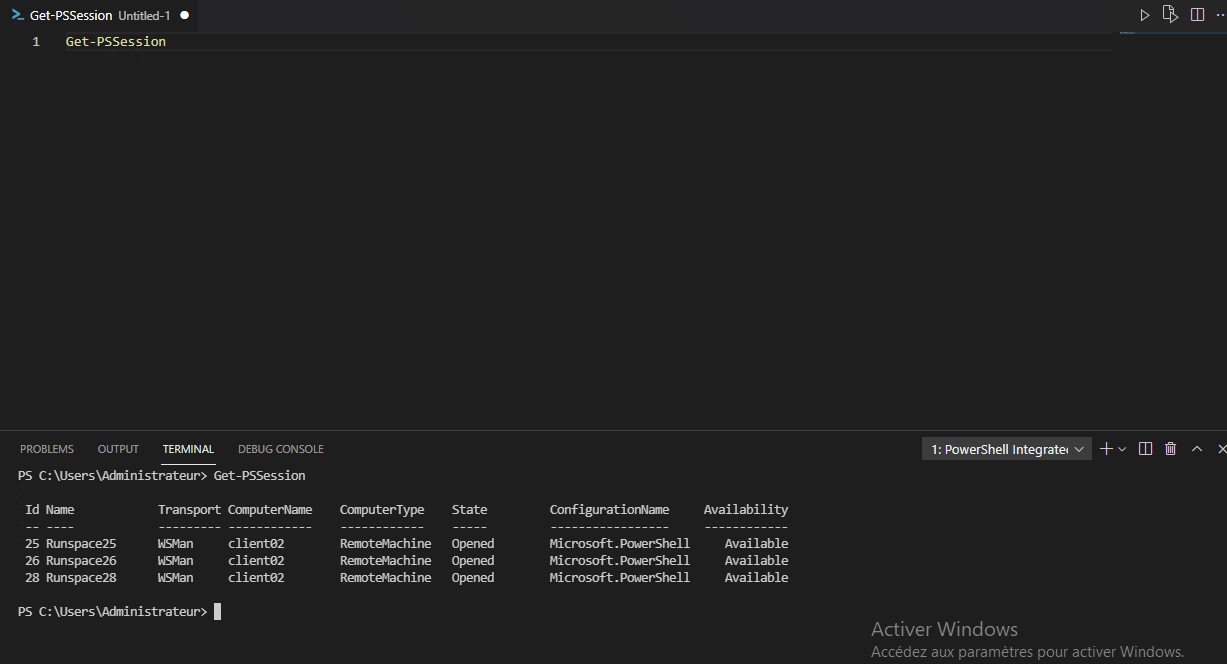 Get-PSSession Untitled-1
1 Get-PSSession
PROBLEMS OUTPUT TERMINAL DEBUG CONSOLE 1: PowerShell Integrate
PS C:\Users\Administrateur> Get-PSSession
Id Name Transport ComputerName ComputerType State ConfigurationName Availability
-- ---- --------- ------------ ------------ ----- ----------------- ------------
25 Runspace25 WSMan client02 RemoteMachine Opened Microsoft.PowerShell Available
26 Runspace26 WSMan client02 RemoteMachine Opened Microsoft.PowerShell Available
28 Runspace28 WSMan client02 RemoteMachine Opened Microsoft.PowerShell Available
PS C:\Users\Administrateur>
Activer Windows
Accédez aux paramètres pour activer Windows.